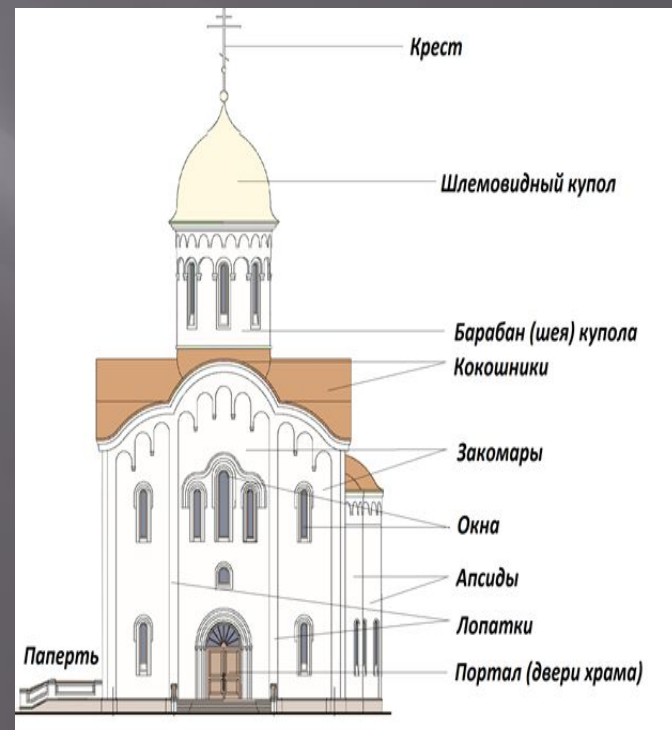 Крест
Шлемовидный купол
Барабан (шея) купола
Кокошники
Закомары
Окна
Апсиды
Лопатки
Паперть
Портал (двери храма)